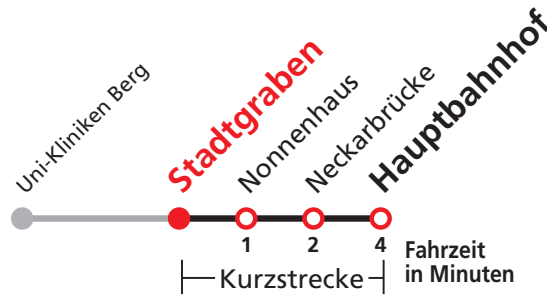 Uni-Kliniken Berg
Stadtgraben
Nonnenhaus
Neckarbrücke
Hauptbahnhof
1 2 4 Fahrzeit
in Minuten
Kurzstrecke